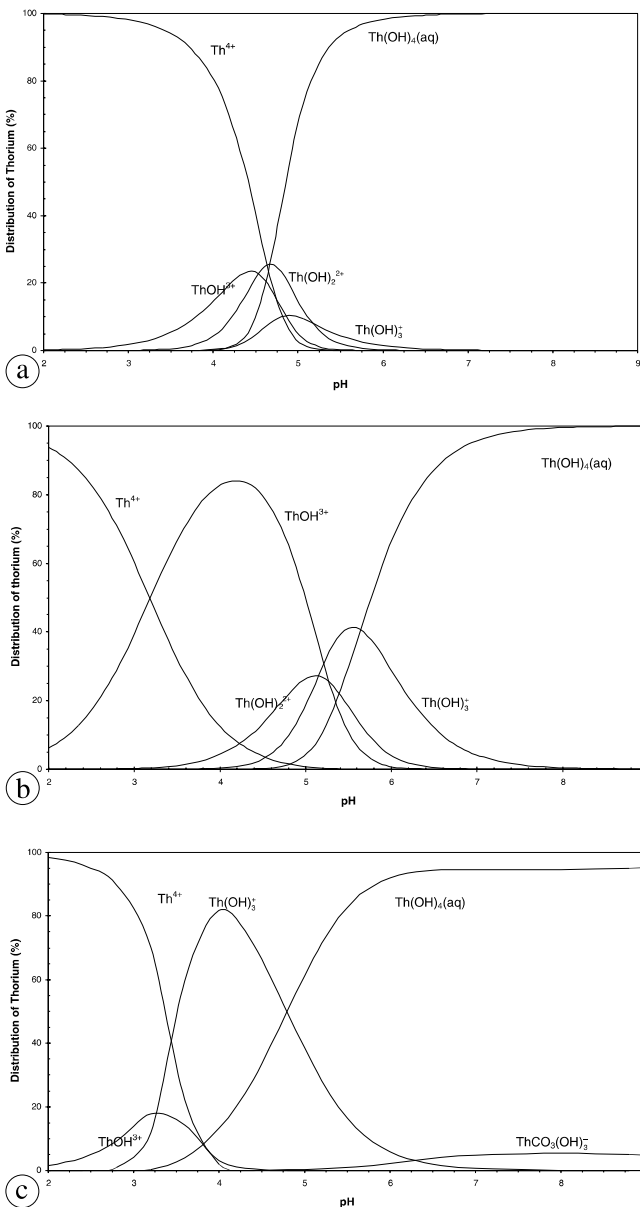 100
80
60
40
20
0
Distribution of Thorium (%)
Th⁴⁺
Th(OH)₄(aq)
ThOH³⁺
Th(OH)₂²⁺
Th(OH)₃⁺
2 3 4 5 6 7 8 9
pH
a
100
80
60
40
20
0
Distribution of thorium (%)
Th⁴⁺
ThOH³⁺
Th(OH)₄(aq)
Th(OH)₂²⁺
Th(OH)₃⁺
2 3 4 5 6 7 8
pH
b
100
80
60
40
20
0
Distribution of Thorium (%)
Th⁴⁺
Th(OH)₃⁺
Th(OH)₄(aq)
ThOH³⁺
ThCO₃(OH)₃⁻
2 3 4 5 6 7 8
pH
c